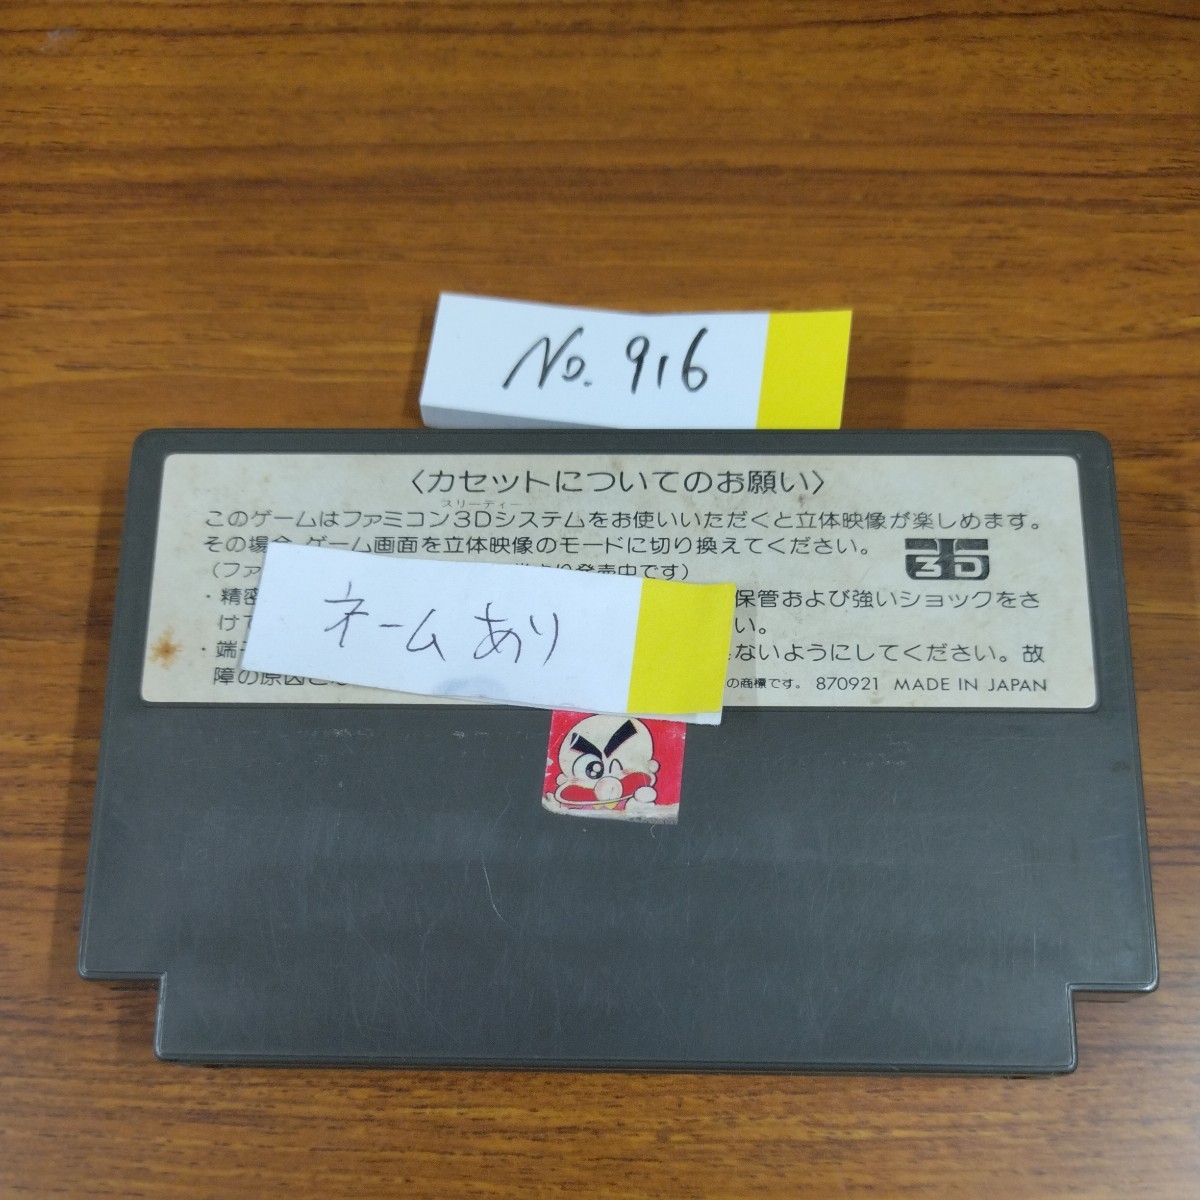 No.916
〈カセットについてのお願い〉
スリーディー
このゲームはファミコン3Dシステムをお使いいただくと立体映像が楽しめます。
その場合、ゲーム画面を立体映像のモードに切り換えてください。
3D
(ファ より発売中です)
・精密 保管および強いショックをさ
けて い。
・端子 ないようにしてください。故
障の原因と の商標です。 870921 MADE IN JAPAN
ネームあり